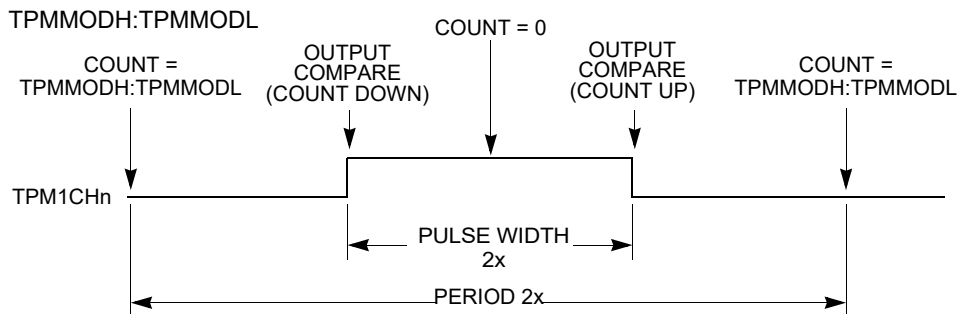 TPMMODH:TPMMODL
COUNT = 0
COUNT =
TPMMODH:TPMMODL
OUTPUT
COMPARE
(COUNT DOWN)
OUTPUT
COMPARE
(COUNT UP)
COUNT =
TPMMODH:TPMMODL
TPM1CHn
PULSE WIDTH
2x
PERIOD 2x